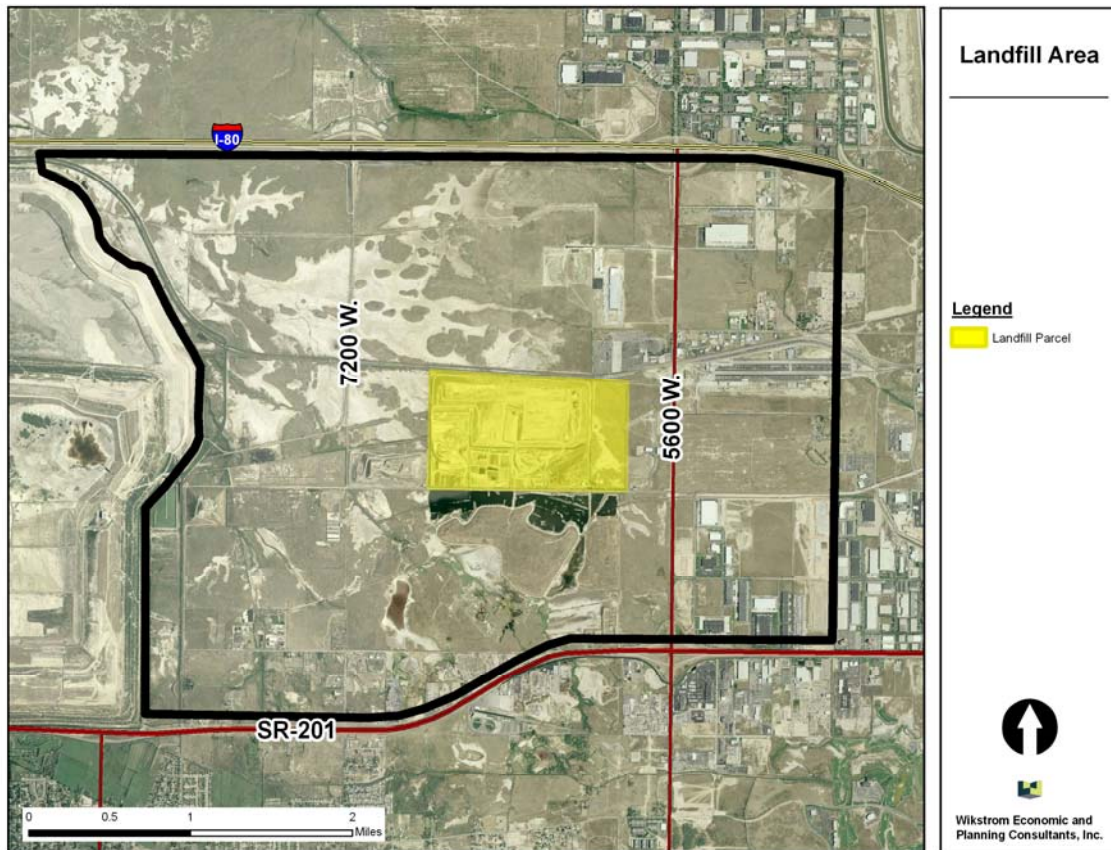 Landfill Area
I-80
7200 W.
5600 W.
SR-201
Legend
Landfill Parcel
0 0.5 1 2
Miles
Wikstrom Economic and
Planning Consultants, Inc.